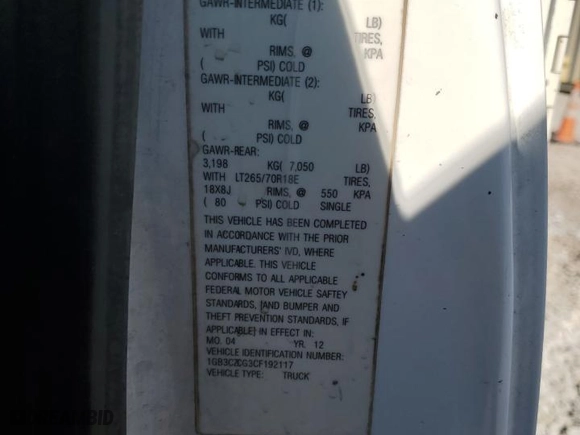 GAWR-INTERMEDIATE (1):
KG( LB)
WITH TIRES,
RIMS, @ KPA
( PSI) COLD
GAWR-INTERMEDIATE (2):
KG( LB)
WITH TIRES,
RIMS, @ KPA
( PSI) COLD
GAWR-REAR:
3,198 KG( 7,050 LB)
WITH LT265/70R18E TIRES,
18X8J RIMS, @ 550 KPA
( 80 PSI) COLD SINGLE
THIS VEHICLE HAS BEEN COMPLETED
IN ACCORDANCE WITH THE PRIOR
MANUFACTURERS' IVD, WHERE
APPLICABLE. THIS VEHICLE
CONFORMS TO ALL APPLICABLE
FEDERAL MOTOR VEHICLE SAFTEY
STANDARDS, [AND BUMPER AND
THEFT PREVENTION STANDARDS, IF
APPLICABLE] IN EFFECT IN:
MO. 04 YR. 12
VEHICLE IDENTIFICATION NUMBER:
1GB3CZCG3CF192117
VEHICLE TYPE: TRUCK